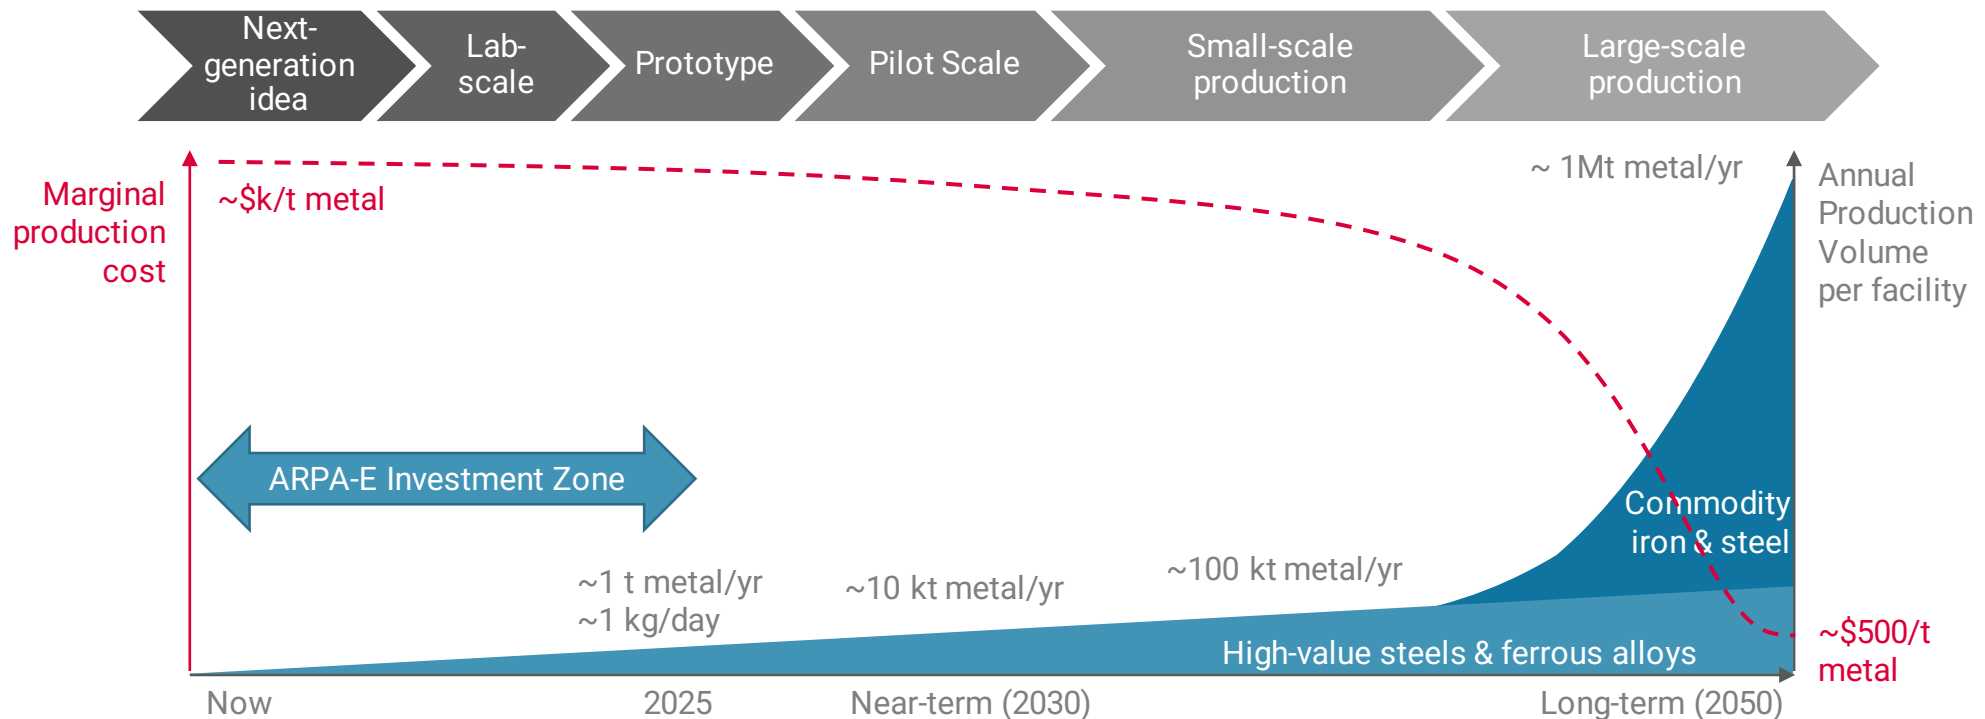 Next-
generation
idea
Lab-
scale
Prototype
Pilot Scale
Small-scale
production
Large-scale
production
Marginal
production
cost
~$k/t metal
~ 1Mt metal/yr
Annual
Production
Volume
per facility
ARPA-E Investment Zone
Commodity
iron & steel
~1 t metal/yr
~1 kg/day
~10 kt metal/yr
~100 kt metal/yr
High-value steels & ferrous alloys
~$500/t
metal
Now
2025
Near-term (2030)
Long-term (2050)